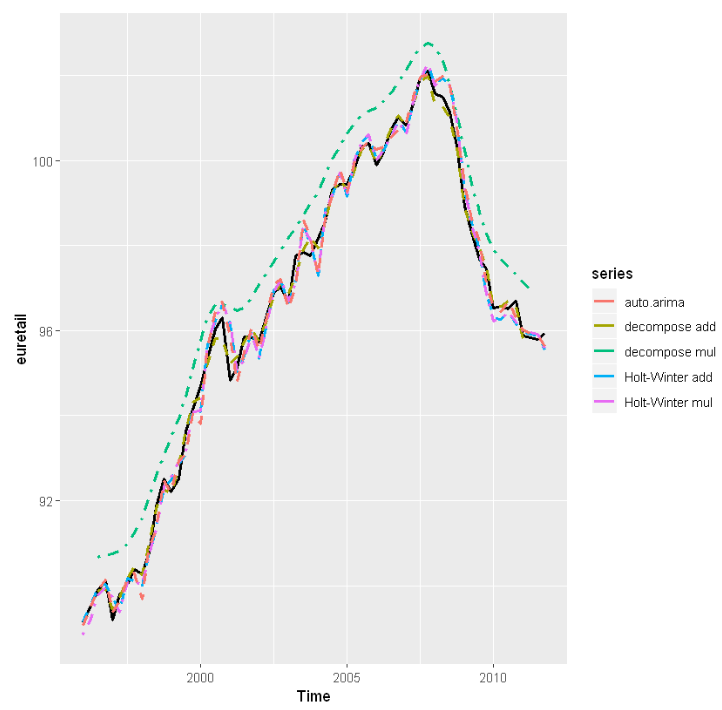 100
96
92
euretail
2000
2005
2010
Time
series
auto.arima
decompose add
decompose mul
Holt-Winter add
Holt-Winter mul